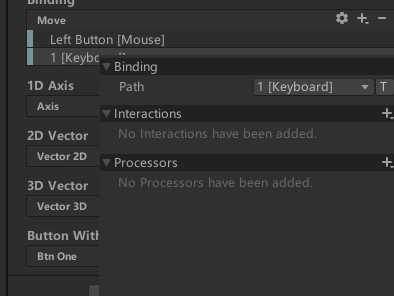 Binding
Move
Left Button [Mouse]
1 [Keybo
Binding
Path
1 [Keyboard]
T
1D Axis
Axis
Interactions
No Interactions have been added.
2D Vector
Vector 2D
Processors
No Processors have been added.
3D Vector
Vector 3D
Button With
Btn One